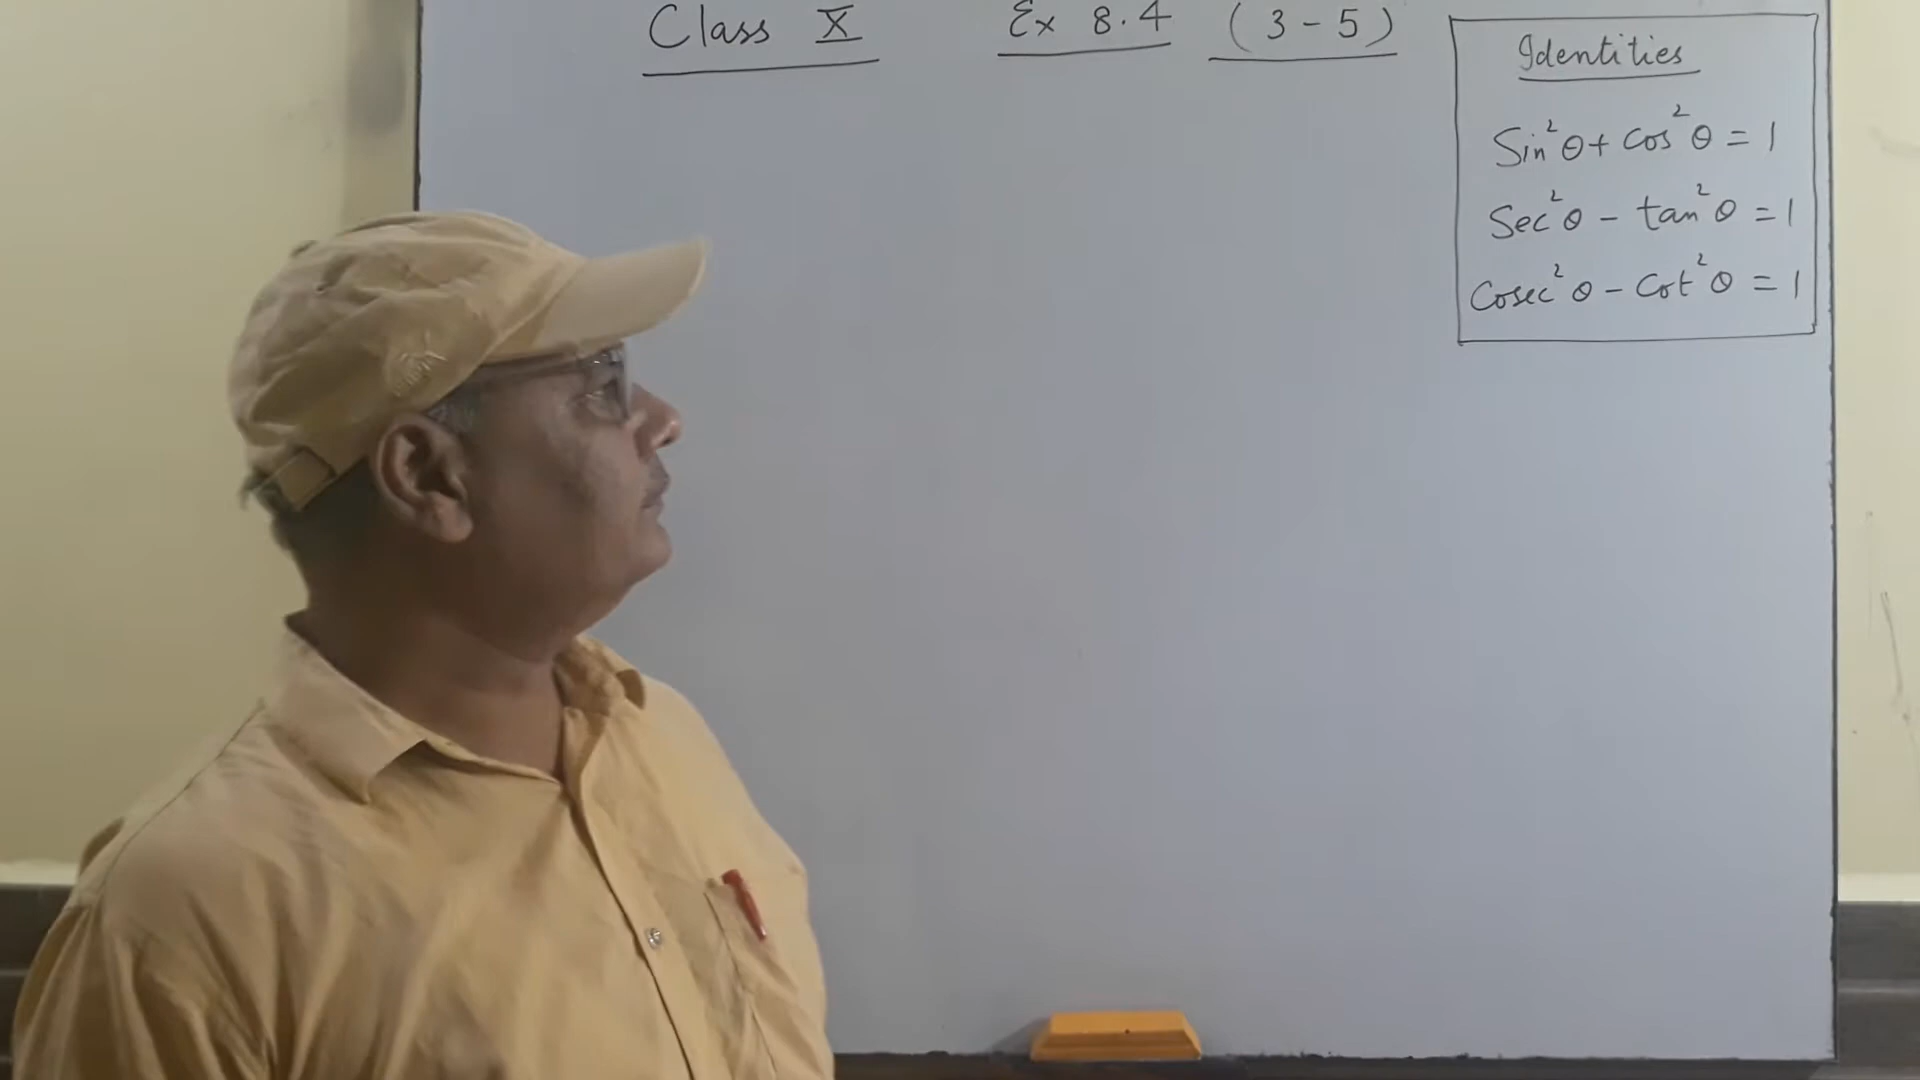 Class X Ex 8.4 (3-5)
Identities
Sin²θ + cos²θ = 1
Sec²θ - tan²θ = 1
Cosec²θ - Cot²θ = 1